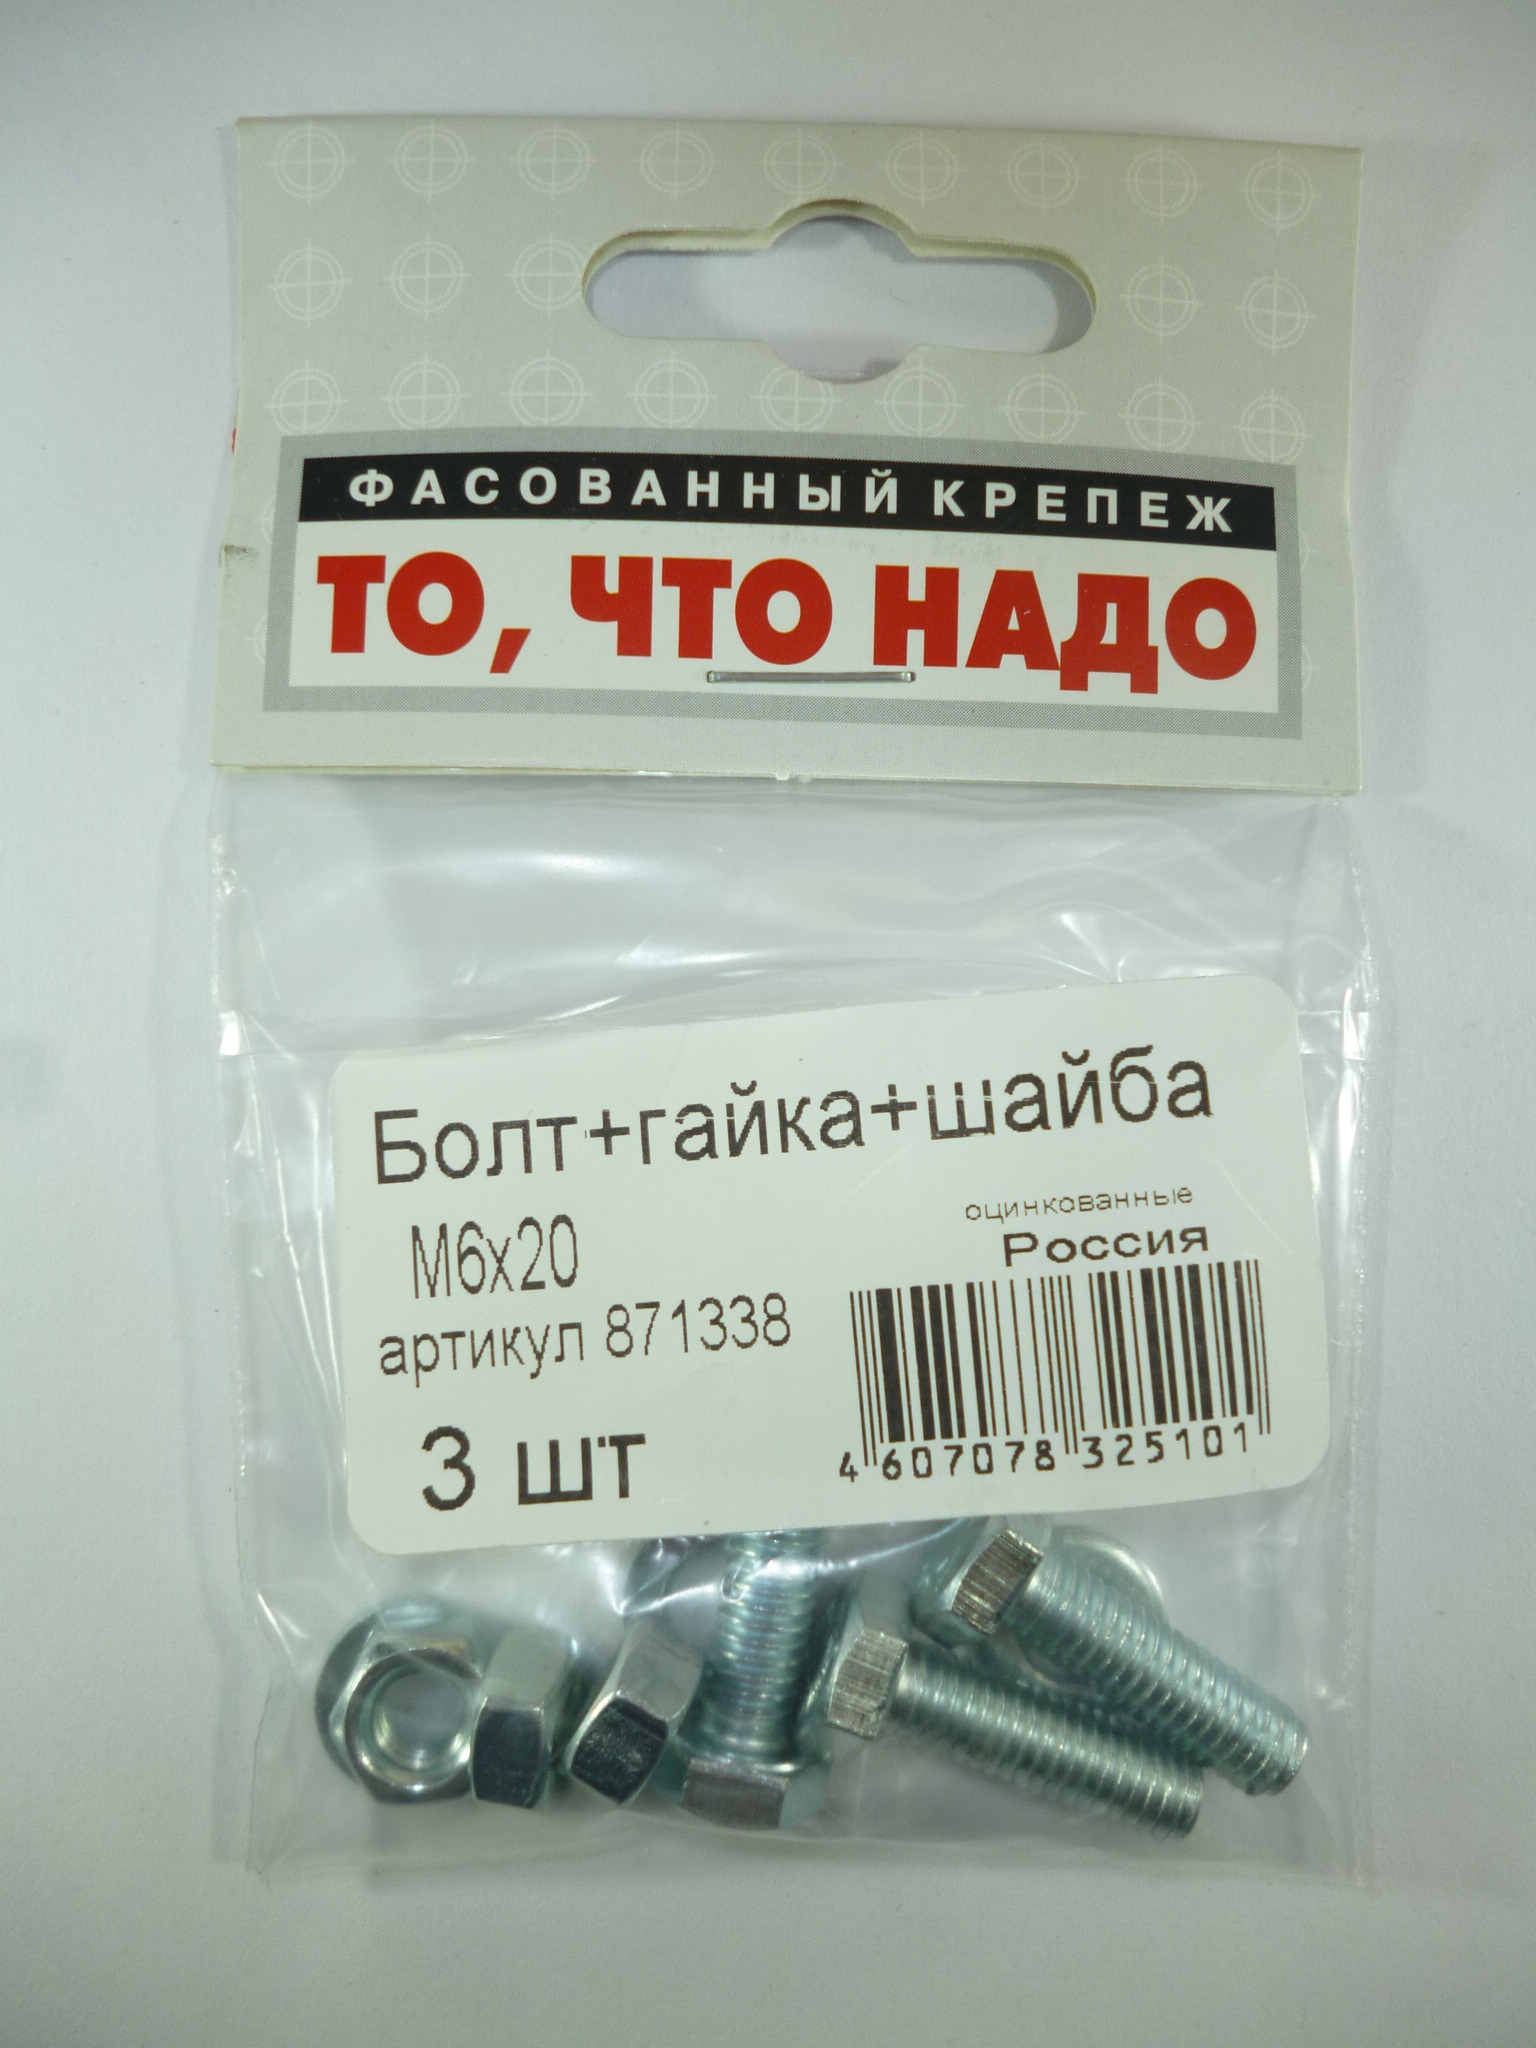 ФАСОВАННЫЙ КРЕПЕЖ
ТО, ЧТО НАДО
Болт+гайка+шайба
М6х20
оцинкованные
Россия
артикул 871338
3 шт
4 607078 325101